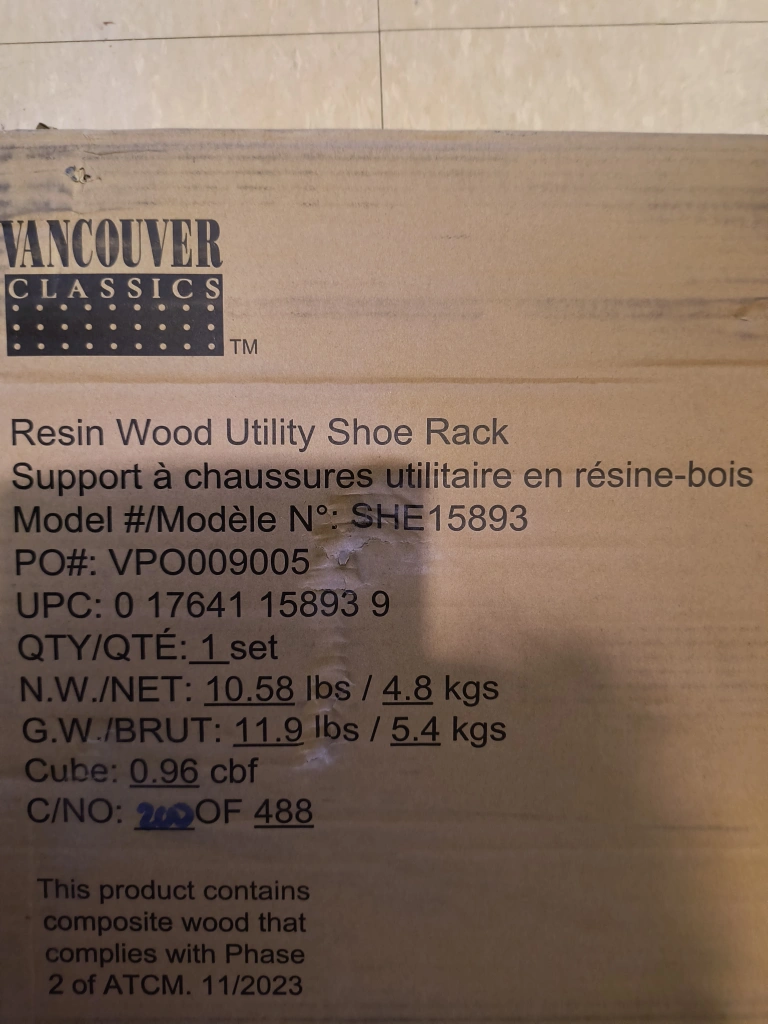 VANCOUVER
CLASSICS
TM
Resin Wood Utility Shoe Rack
Support à chaussures utilitaire en résine-bois
Model #/Modèle N°: SHE15893
PO#: VPO009005
UPC: 0 17641 15893 9
QTY/QTÉ: 1 set
N.W./NET: 10.58 lbs / 4.8 kgs
G.W./BRUT: 11.9 lbs / 5.4 kgs
Cube: 0.96 cbf
C/NO: 200 OF 488
This product contains
composite wood that
complies with Phase
2 of ATCM. 11/2023